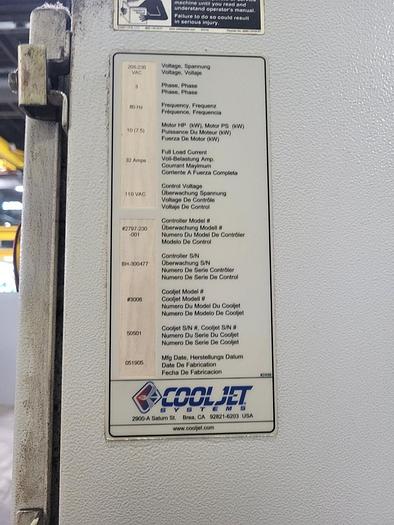 machine until you read and
understand operator's manual.
Failure to do so could result
in serious injury.
208-230
VAC
Voltage, Spannung
Voltage, Voltaje
3
Phase, Phase
Phase, Phase
60 Hz
Frequency, Frequenz
Fréquence, Frecuencia
10 (7.5)
Motor HP (kW), Motor PS (kW)
Puissance Du Moteur (kW)
Fuerza De Motor (kW)
32 Amps
Full Load Current
Voll-Belastung Amp.
Courrant Maylmum
Contente A Fuerza Completa
110 VAC
Control Voltage
Überwachung Spannung
Voltage De Contrôle
Voltaje De Control
#2797-230
-001
Controller Model #
Überwachung Modell #
Numero Du Model De Contrôler
Modelo De Control
BH-300477
Controller S/N
Überwachung S/N
Numero De Serie Contrôler
Numero De Serie De Control
#3006
Cooljet Model #
Cooljet Modell #
Numero Du Model Du Cooljet
Numero De Modelo De Cooljet
50501
Cooljet S/N #, Cooljet S/N #
Numero Du Serie Du Cooljet
Numero De Serie De Cooljet
051905
Mfg Date, Herstellungs Datum
Date De Fabrication
Fecha De Fabricacion
COOLJET
SYSTEMS
2900-A Saturn St. Brea, CA 92821-6203 USA
www.cooljet.com